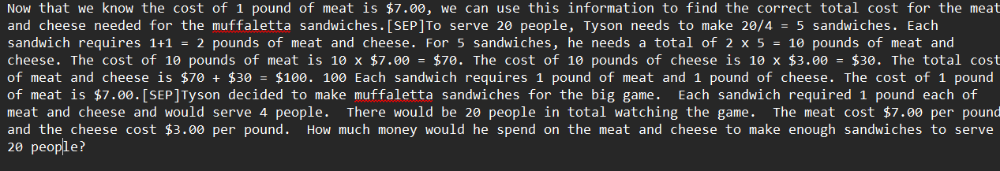 Now that we know the cost of 1 pound of meat is $7.00, we can use this information to find the correct total cost for the meat
and cheese needed for the muffaletta sandwiches.[SEP]To serve 20 people, Tyson needs to make 20/4 = 5 sandwiches. Each
sandwich requires 1+1 = 2 pounds of meat and cheese. For 5 sandwiches, he needs a total of 2 x 5 = 10 pounds of meat and
cheese. The cost of 10 pounds of meat is 10 x $7.00 = $70. The cost of 10 pounds of cheese is 10 x $3.00 = $30. The total cost
of meat and cheese is $70 + $30 = $100. 100 Each sandwich requires 1 pound of meat and 1 pound of cheese. The cost of 1 pound
of meat is $7.00.[SEP]Tyson decided to make muffaletta sandwiches for the big game.  Each sandwich required 1 pound each of
meat and cheese and would serve 4 people.  There would be 20 people in total watching the game.  The meat cost $7.00 per pound
and the cheese cost $3.00 per pound.  How much money would he spend on the meat and cheese to make enough sandwiches to serve
20 people?